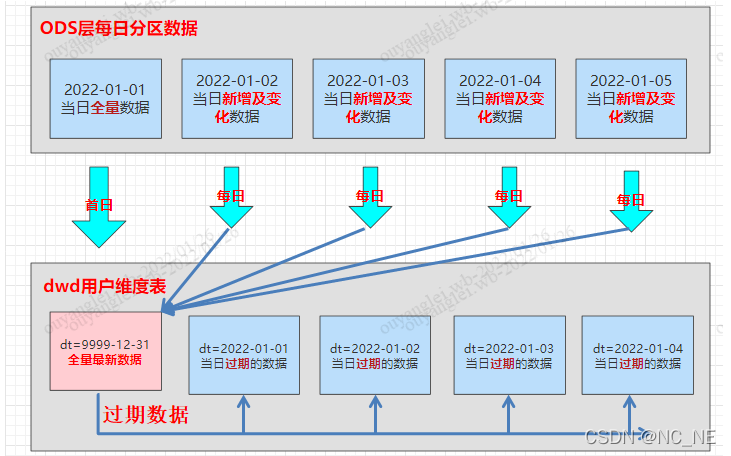 ODS层每日分区数据
2022-01-01
当日全量数据
2022-01-02
当日新增及变
化数据
2022-01-03
当日新增及变
化数据
2022-01-04
当日新增及变
化数据
2022-01-05
当日新增及变
化数据
首日
每日
每日
每日
每日
dwd用户维度表
dt=9999-12-31
全量最新数据
dt=2022-01-01
当日过期的数据
dt=2022-01-02
当日过期的数据
dt=2022-01-03
当日过期的数据
dt=2022-01-04
当日过期的数据
过期数据
CSDN @NC_NE